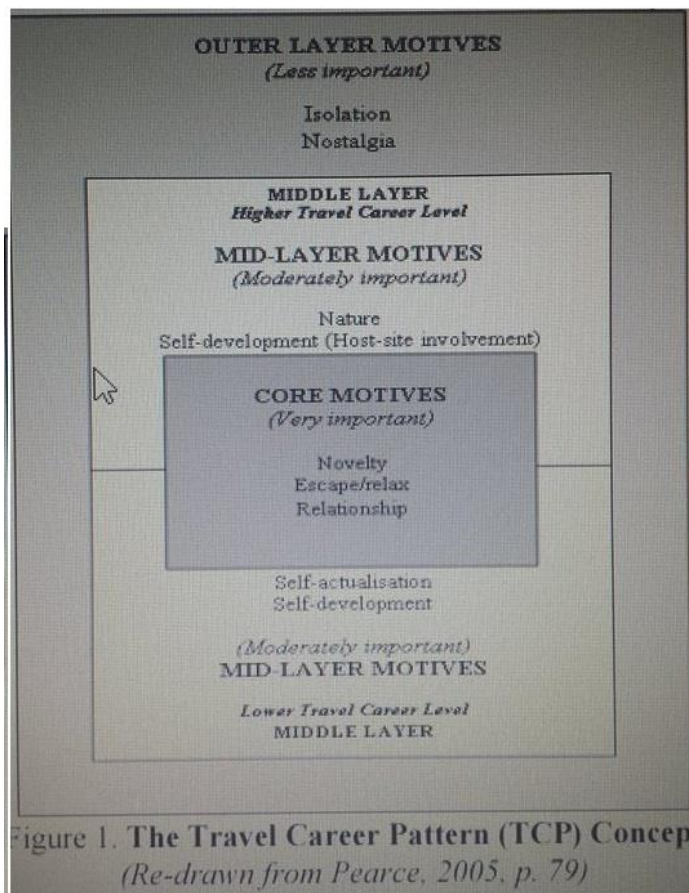 OUTER LAYER MOTIVES
(Less important)
Isolation
Nostalgia
MIDDLE LAYER
Higher Travel Career Level
MID-LAYER MOTIVES
(Moderately important)
Nature
Self-development (Host-site involvement)
CORE MOTIVES
(Very important)
Novelty
Escape/relax
Relationship
Self-actualisation
Self-development
(Moderately important)
MID-LAYER MOTIVES
Lower Travel Career Level
MIDDLE LAYER
Figure 1. The Travel Career Pattern (TCP) Concep
(Re-drawn from Pearce, 2005, p. 79)